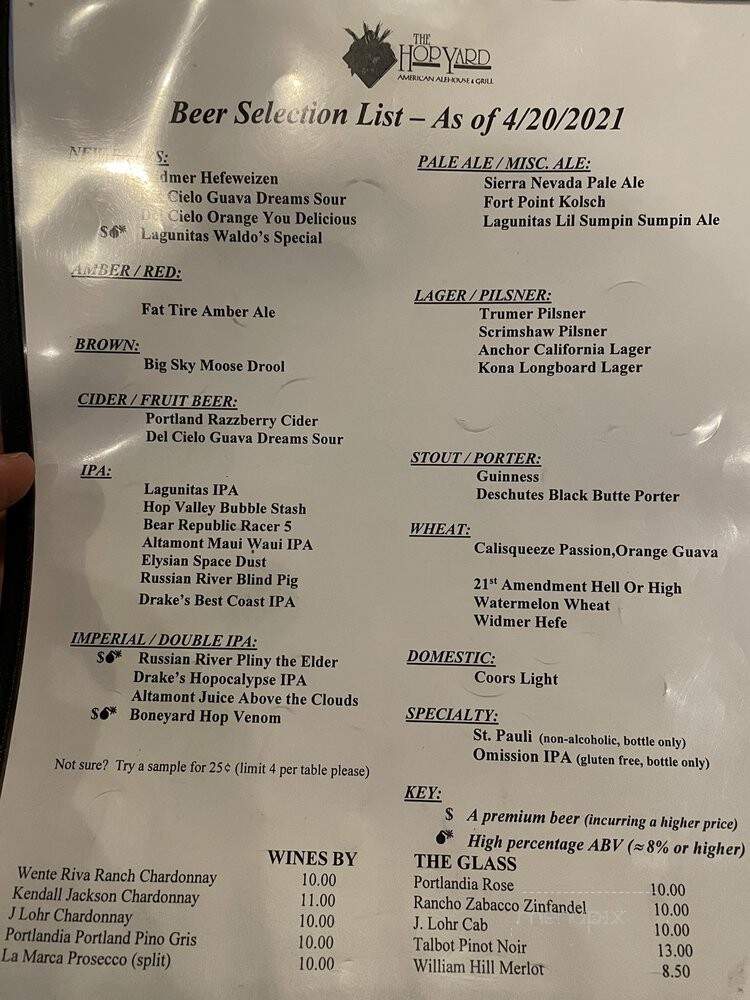 THE
HOPYARD
AMERICAN ALEHOUSE & GRILL
Beer Selection List – As of 4/20/2021
S:
dmer Hefeweizen
Cielo Guava Dreams Sour
Del Cielo Orange You Delicious
$ Lagunitas Waldo's Special
AMBER / RED:
Fat Tire Amber Ale
BROWN:
Big Sky Moose Drool
CIDER / FRUIT BEER:
Portland Razzberry Cider
Del Cielo Guava Dreams Sour
IPA:
Lagunitas IPA
Hop Valley Bubble Stash
Bear Republic Racer 5
Altamont Maui Waui IPA
Elysian Space Dust
Russian River Blind Pig
Drake's Best Coast IPA
IMPERIAL / DOUBLE IPA:
$ Russian River Pliny the Elder
Drake's Hopocalypse IPA
Altamont Juice Above the Clouds
$ Boneyard Hop Venom
Not sure? Try a sample for 25¢ (limit 4 per table please)
PALE ALE / MISC. ALE:
Sierra Nevada Pale Ale
Fort Point Kolsch
Lagunitas Lil Sumpin Sumpin Ale
LAGER / PILSNER:
Trumer Pilsner
Scrimshaw Pilsner
Anchor California Lager
Kona Longboard Lager
STOUT / PORTER:
Guinness
Deschutes Black Butte Porter
WHEAT:
Calisqueeze Passion,Orange Guava
21st Amendment Hell Or High
Watermelon Wheat
Widmer Hefe
DOMESTIC:
Coors Light
SPECIALTY:
St. Pauli (non-alcoholic, bottle only)
Omission IPA (gluten free, bottle only)
KEY:
$ A premium beer (incurring a higher price)
High percentage ABV (≈8% or higher)
WINES BY THE GLASS
Wente Riva Ranch Chardonnay 10.00
Kendall Jackson Chardonnay 11.00
J Lohr Chardonnay 10.00
Portlandia Portland Pino Gris 10.00
La Marca Prosecco (split) 10.00
Portlandia Rose 10.00
Rancho Zabacco Zinfandel 10.00
J. Lohr Cab 10.00
Talbot Pinot Noir 13.00
William Hill Merlot 8.50